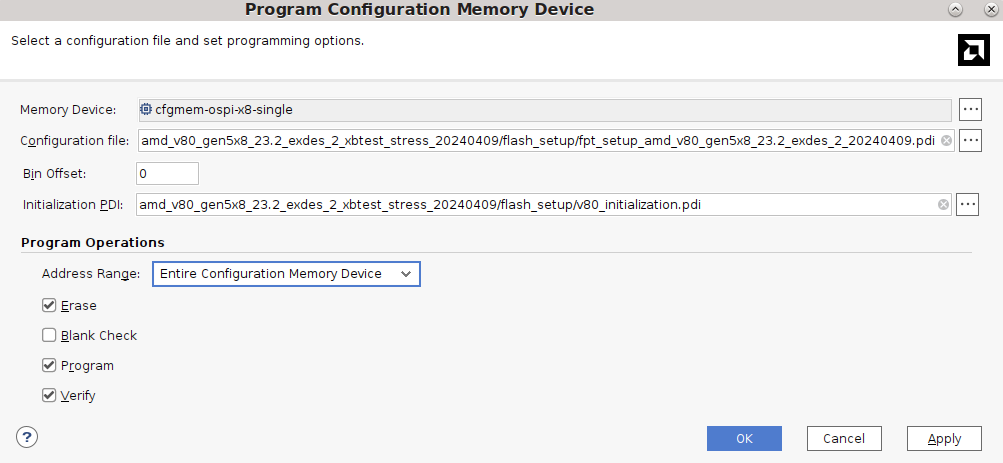 Program Configuration Memory Device
Select a configuration file and set programming options.
Memory Device: cfgmem-ospi-x8-single ...
Configuration file: amd_v80_gen5x8_23.2_exdes_2_xbtest_stress_20240409/flash_setup/fpt_setup_amd_v80_gen5x8_23.2_exdes_2_20240409.pdi ...
Bin Offset: 0
Initialization PDI: amd_v80_gen5x8_23.2_exdes_2_xbtest_stress_20240409/flash_setup/v80_initialization.pdi ...
Program Operations
Address Range: Entire Configuration Memory Device
Erase
Blank Check
Program
Verify
? OK Cancel Apply